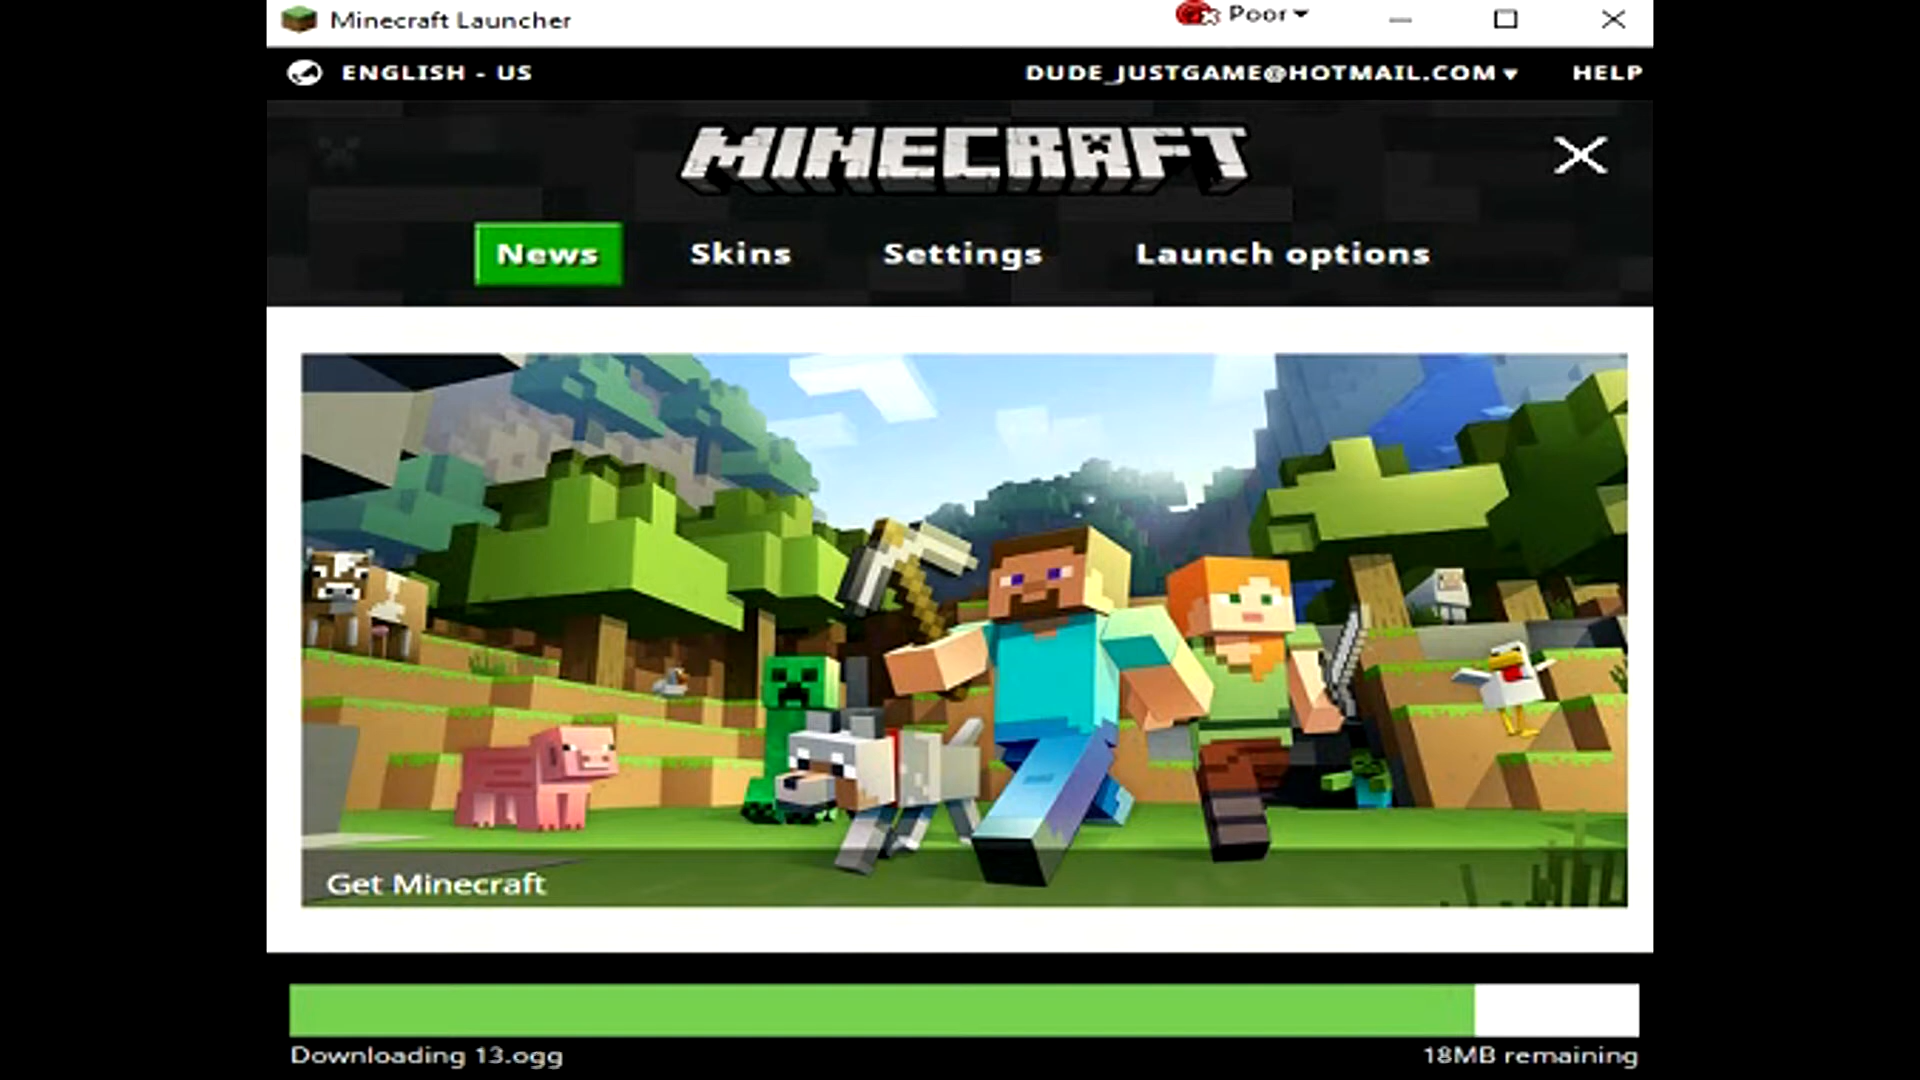 Minecraft Launcher
Poor
ENGLISH - US
DUDE_JUSTGAME@HOTMAIL.COM
HELP
MINECRAFT
News
Skins
Settings
Launch options
Get Minecraft
Downloading 13.ogg
18MB remaining